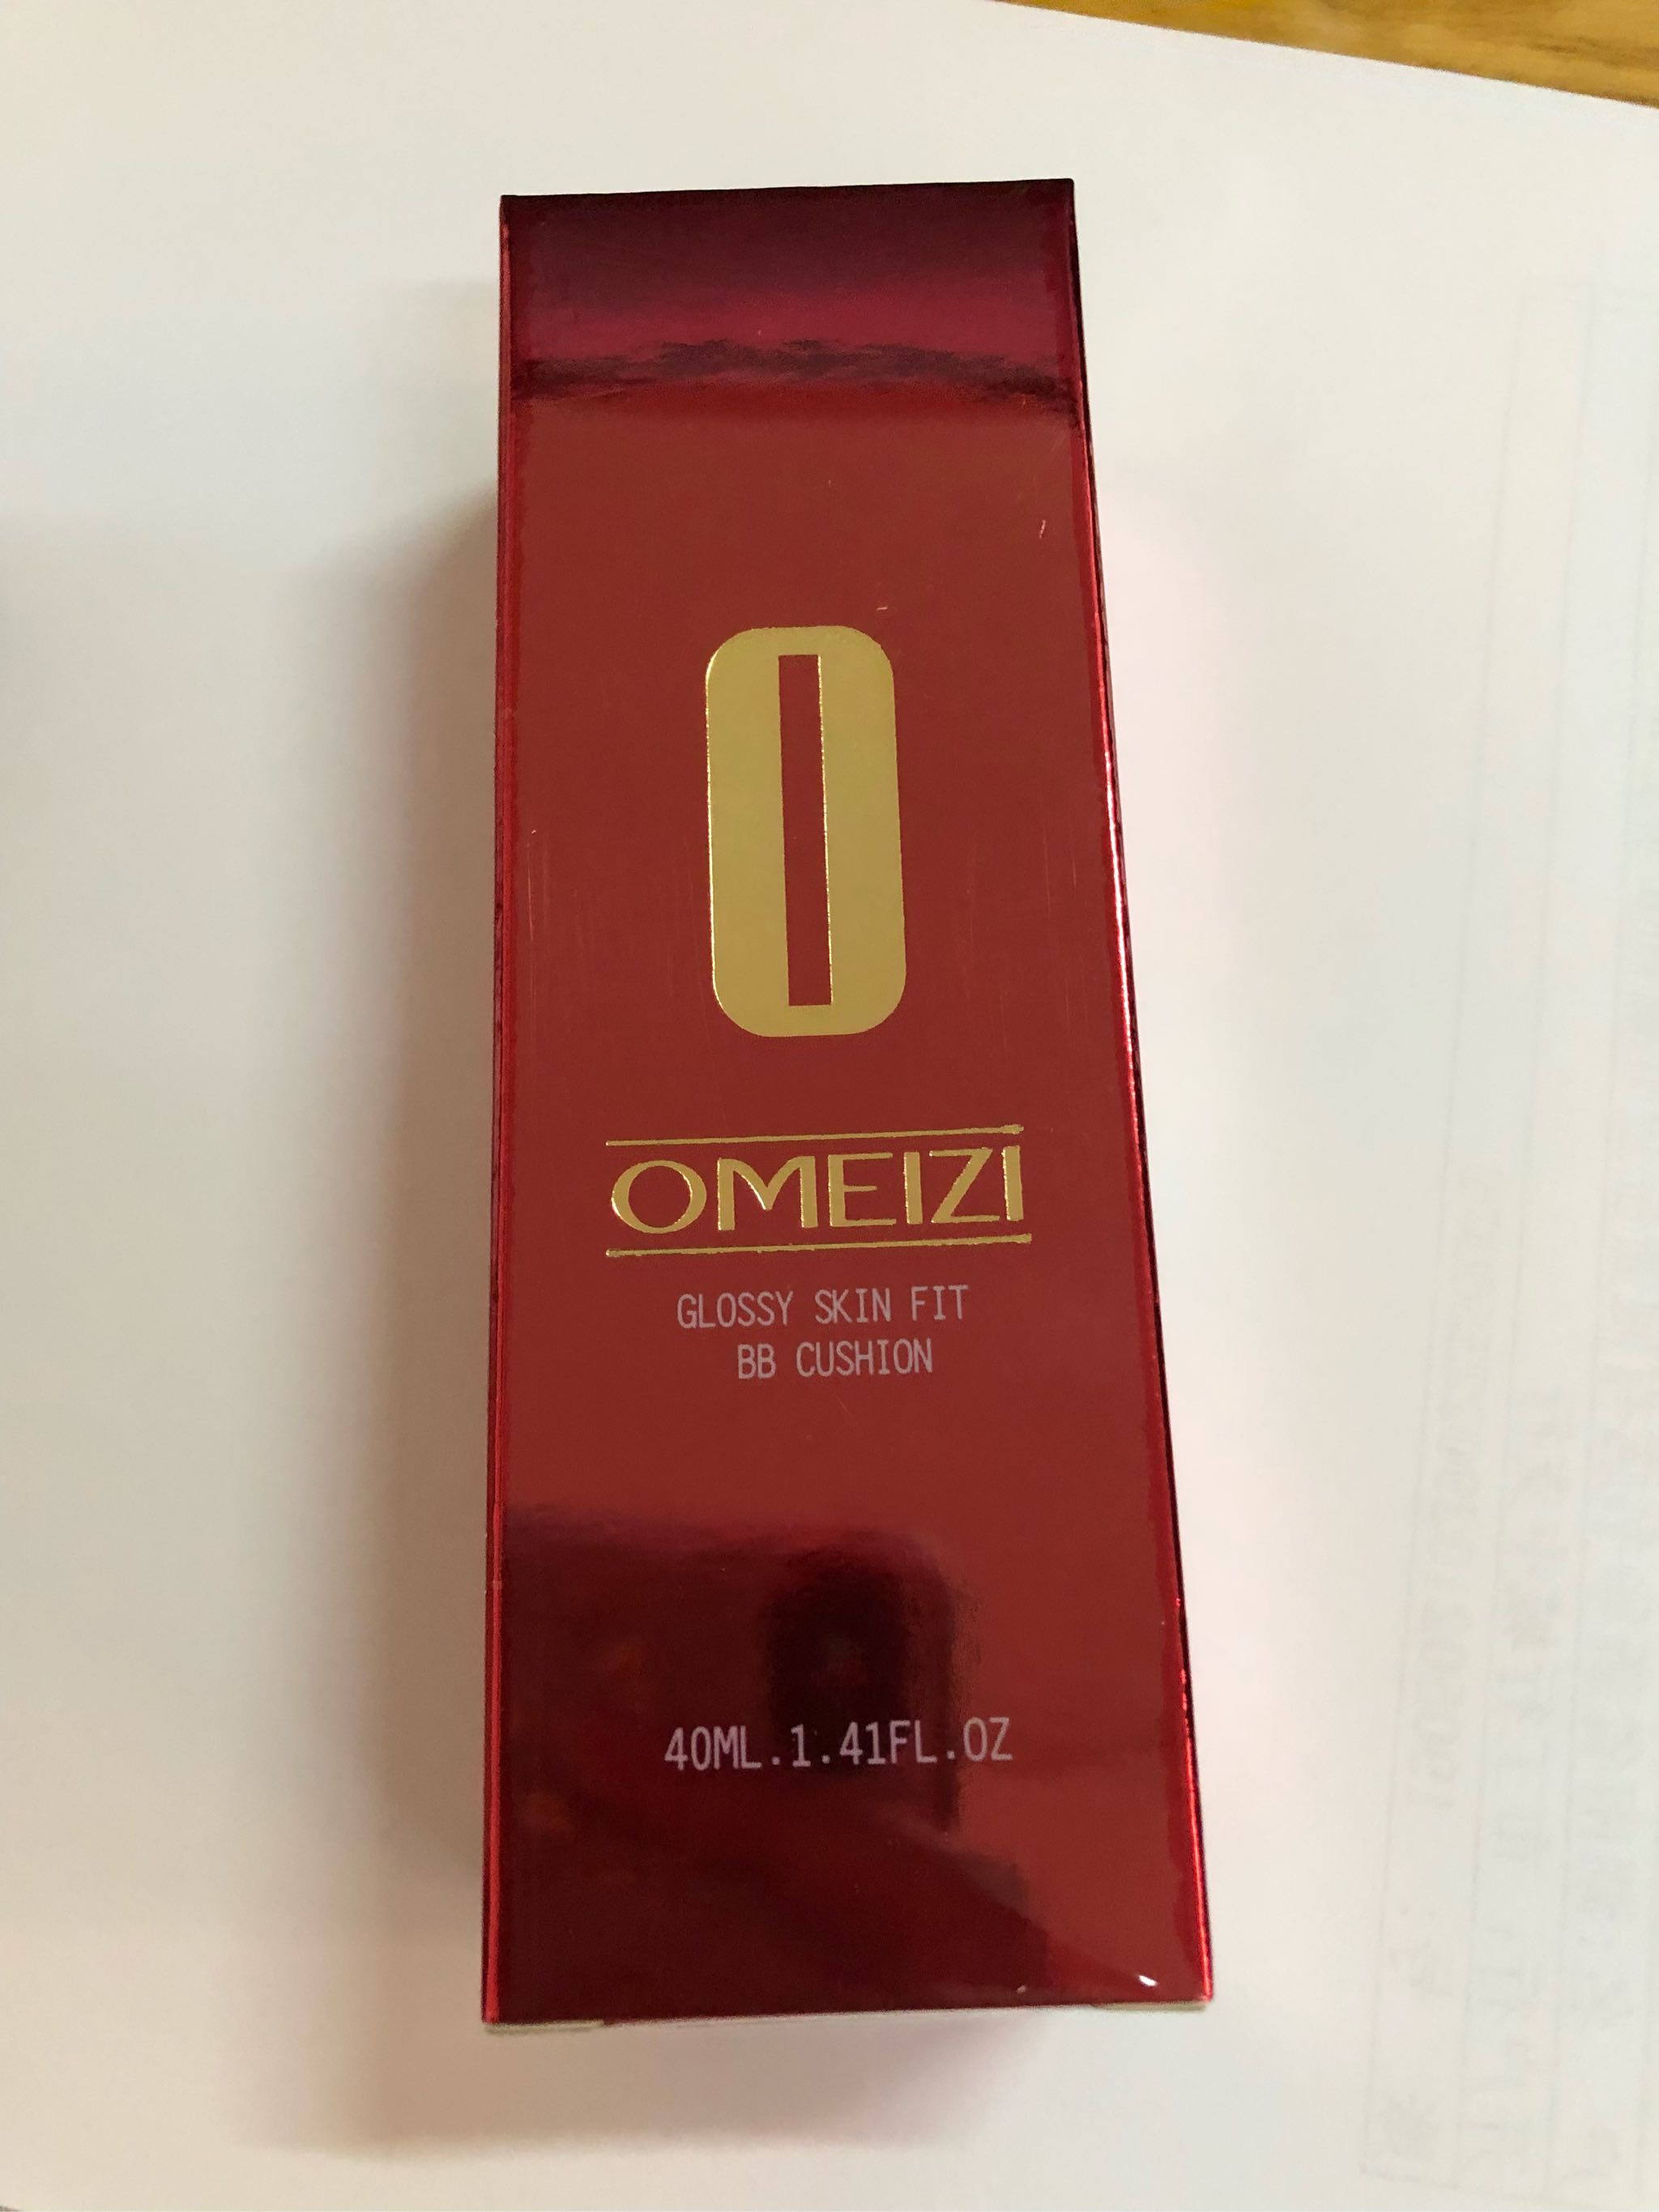 O
OMEIZI
GLOSSY SKIN FIT
BB CUSHION
40ML.1.41FL.OZ